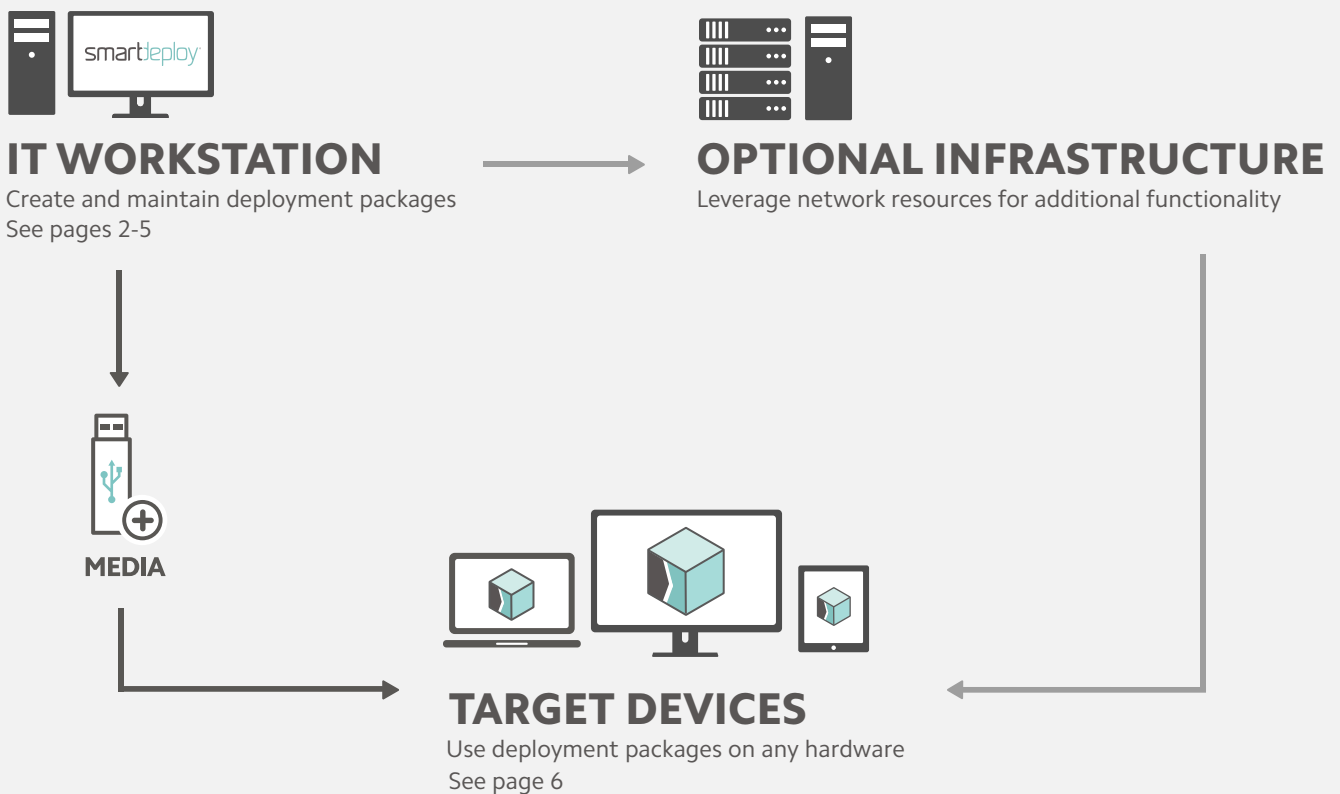 smartdeploy
IT WORKSTATION
Create and maintain deployment packages
See pages 2-5
OPTIONAL INFRASTRUCTURE
Leverage network resources for additional functionality
MEDIA
TARGET DEVICES
Use deployment packages on any hardware
See page 6